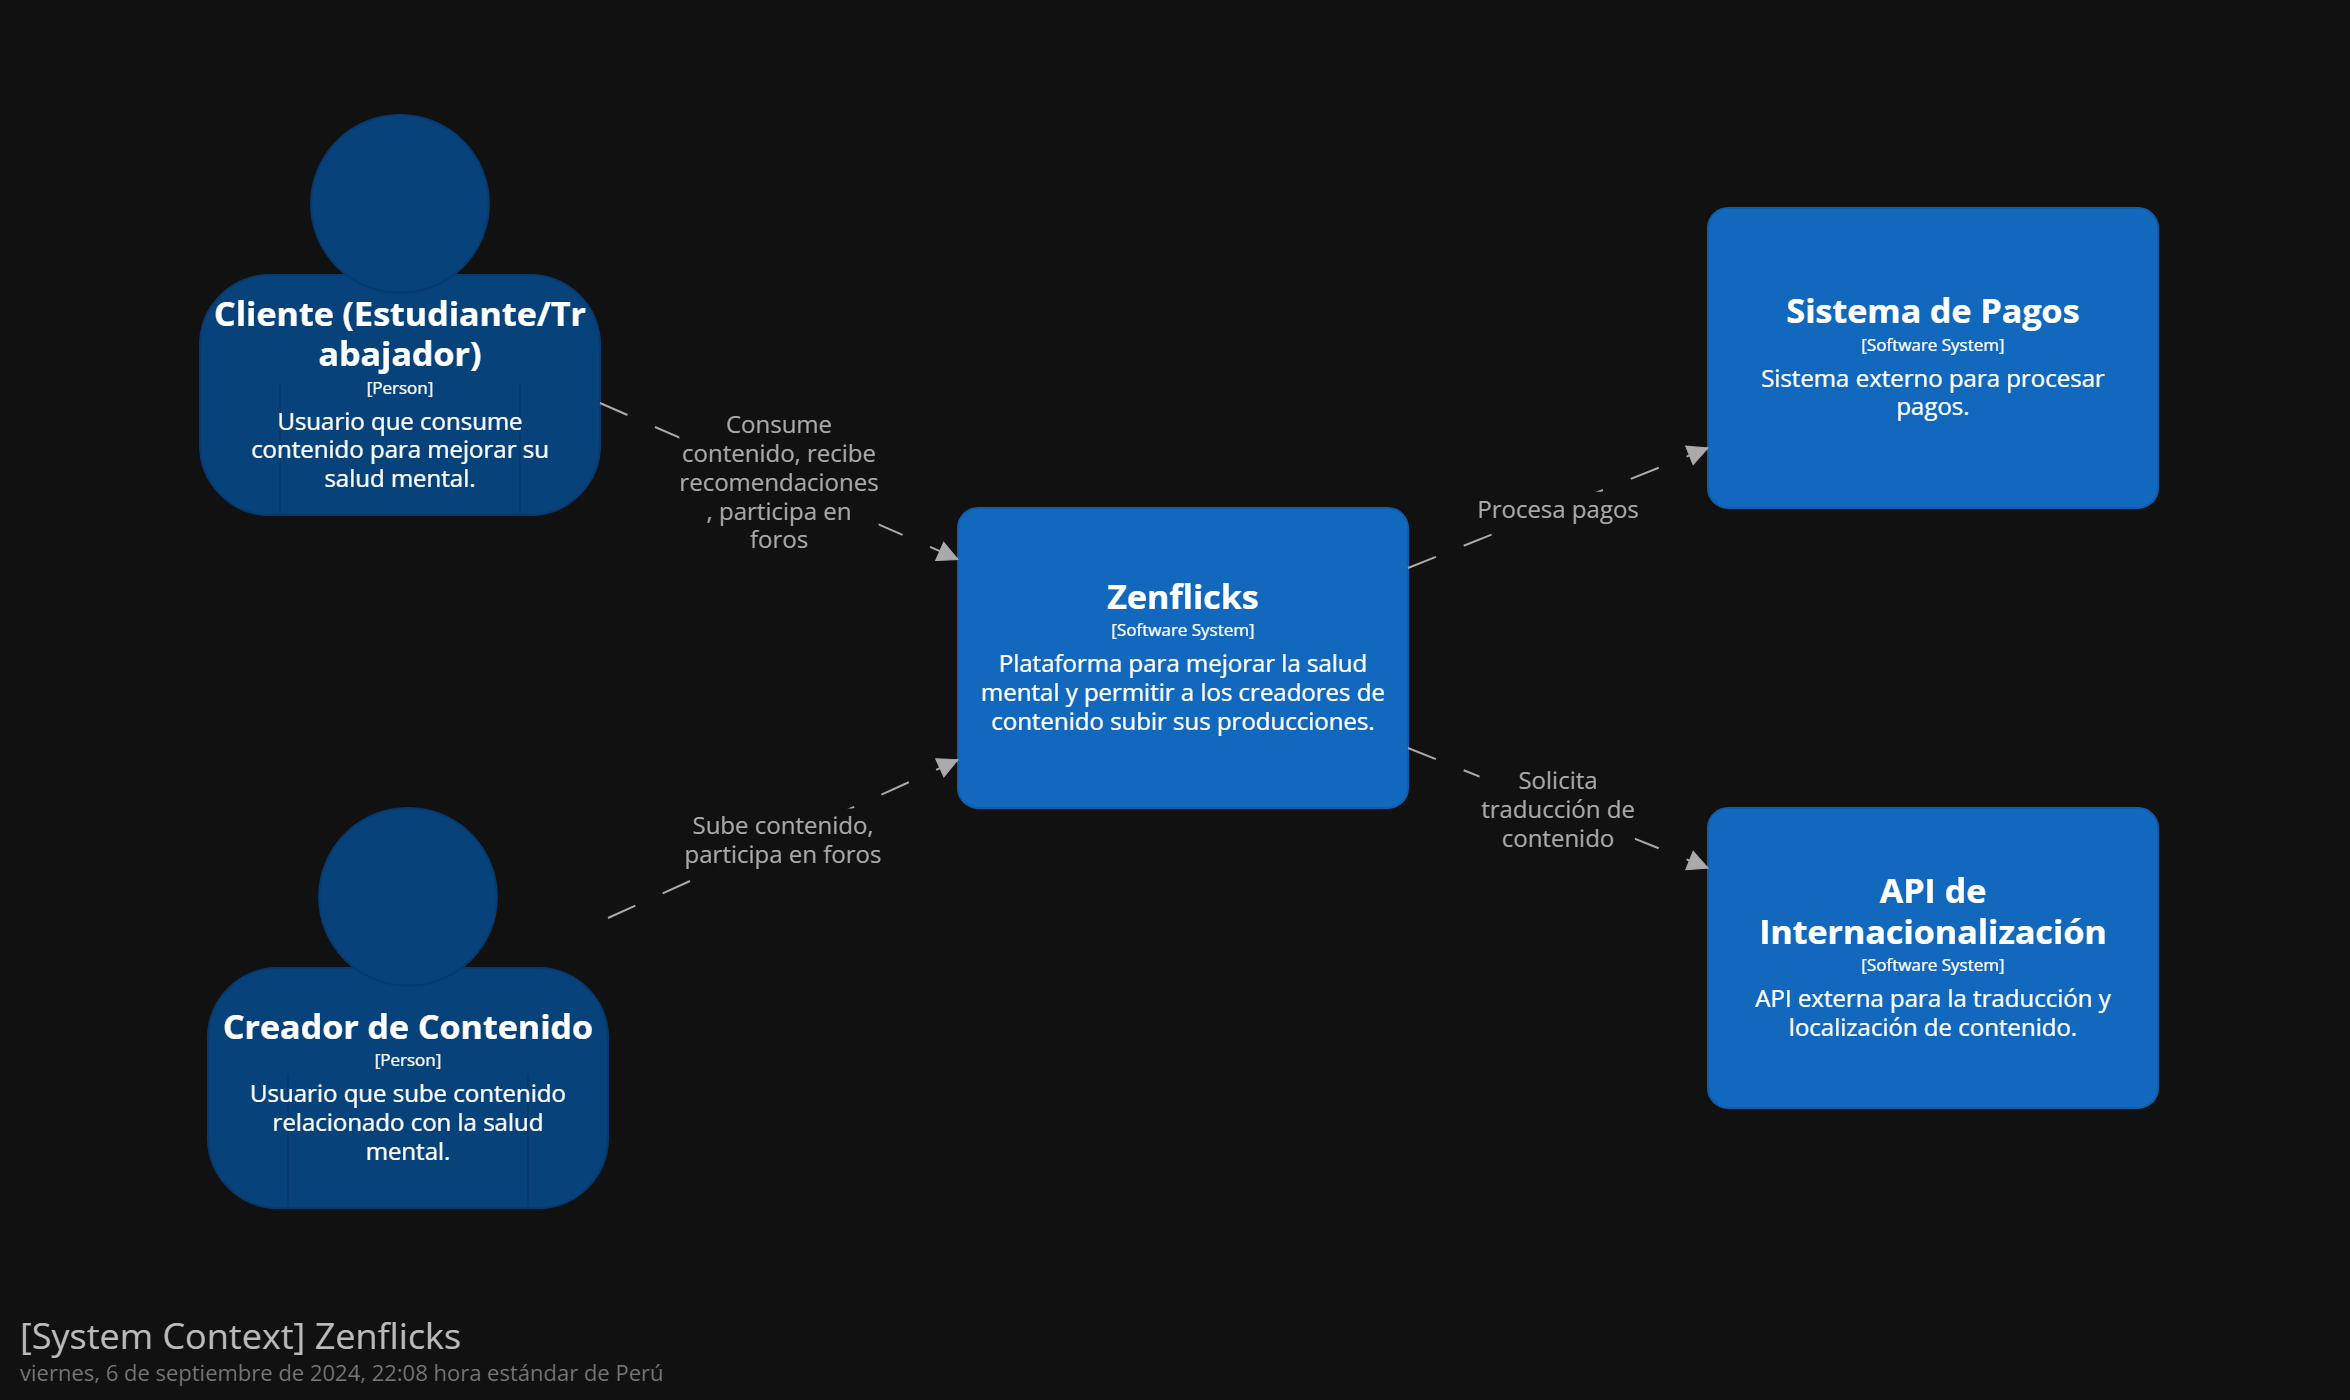 Cliente (Estudiante/Tr
abajador)
[Person]
Usuario que consume
contenido para mejorar su
salud mental.
Consume
contenido, recibe
recomendaciones
, participa en
foros
Creador de Contenido
[Person]
Usuario que sube contenido
relacionado con la salud
mental.
Sube contenido,
participa en foros
Zenflicks
[Software System]
Plataforma para mejorar la salud
mental y permitir a los creadores de
contenido subir sus producciones.
Procesa pagos
Sistema de Pagos
[Software System]
Sistema externo para procesar
pagos.
Solicita
traducción de
contenido
API de
Internacionalización
[Software System]
API externa para la traducción y
localización de contenido.
[System Context] Zenflicks
viernes, 6 de septiembre de 2024, 22:08 hora estándar de Perú